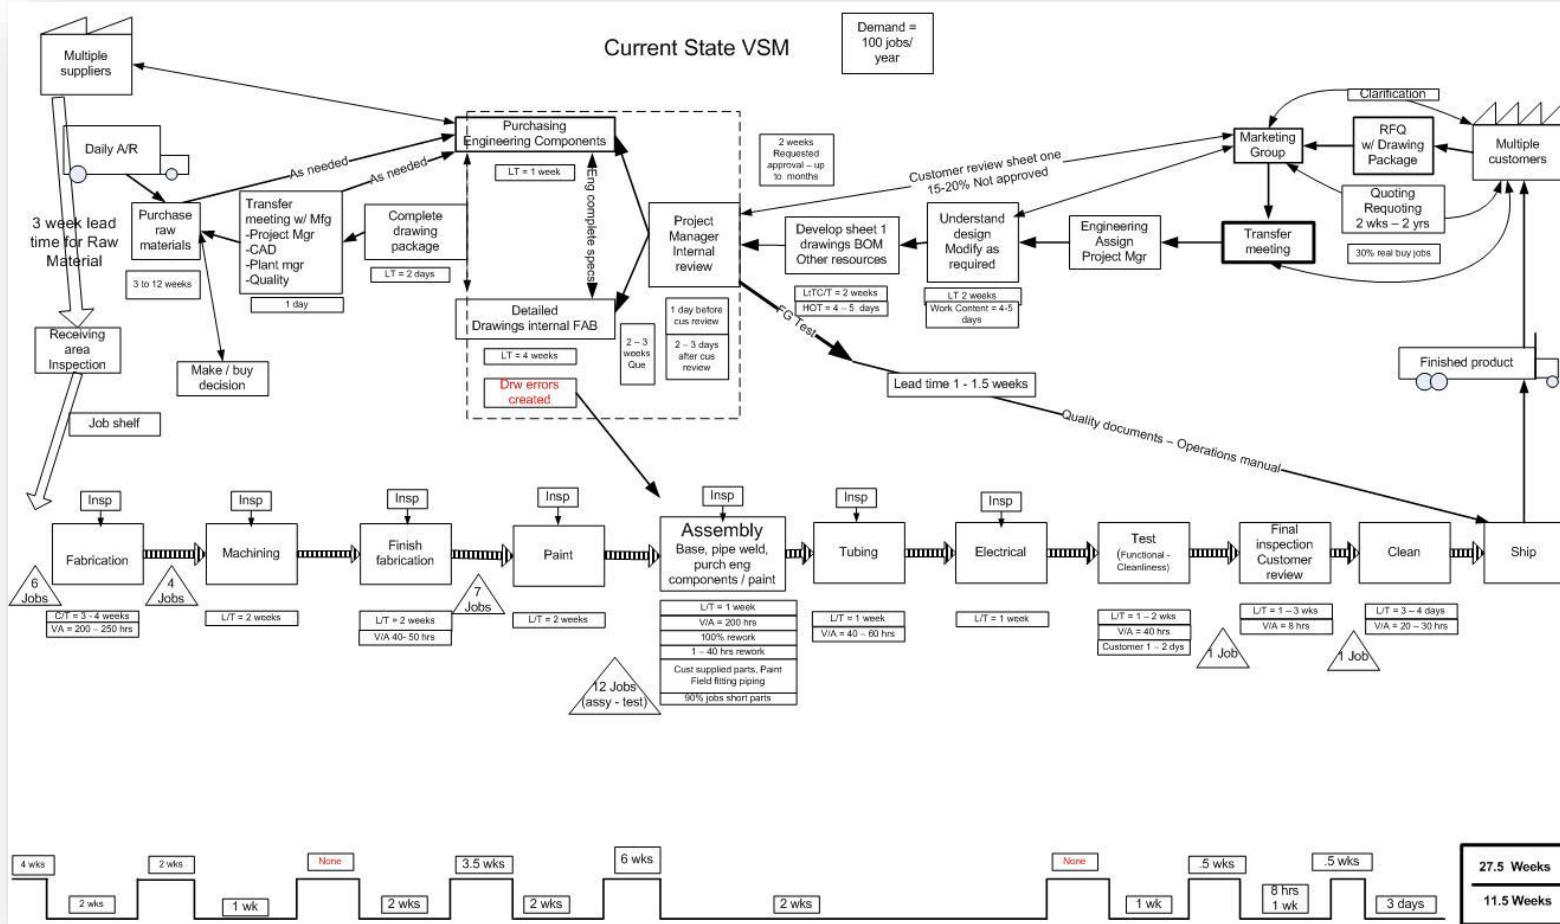 Current State VSM
Demand =
100 jobs/
year
Multiple
suppliers
Daily A/R
3 week lead
time for Raw
Material
Purchase
raw
materials
3 to 12 weeks
As needed
As needed
Transfer
meeting w/ Mfg
-Project Mgr
-CAD
-Plant mgr
-Quality
1 day
Complete
drawing
package
LT = 2 days
Purchasing
Engineering Components
LT = 1 week
Eng complete specs
Detailed
Drawings internal FAB
LT = 4 weeks
Drw errors
created
2 – 3
weeks
Que
Project
Manager
Internal
review
1 day before
cus review
2 – 3 days
after cus
review
2 weeks
Requested
approval – up
to months
Customer review sheet one
15-20% Not approved
Develop sheet 1
drawings BOM
Other resources
LtTC/T = 2 weeks
HOT = 4 – 5 days
Understand
design
Modify as
required
LT 2 weeks
Work Content = 4-5
days
Engineering
Assign
Project Mgr
Marketing
Group
Transfer
meeting
Clarification
RFQ
w/ Drawing
Package
Multiple
customers
Quoting
Requoting
2 wks – 2 yrs
30% real buy jobs
Receiving
area
Inspection
Make / buy
decision
Job shelf
FG Test
Lead time 1 - 1.5 weeks
Quality documents – Operations manual
Finished product
Insp
Insp
Insp
Insp
Insp
Insp
Insp
Fabrication
Machining
Finish
fabrication
Paint
Assembly
Base, pipe weld,
purch eng
components / paint
Tubing
Electrical
Test
(Functional -
Cleanliness)
Final
inspection
Customer
review
Clean
Ship
6
Jobs
4
Jobs
7
Jobs
12 Jobs
(assy - test)
1 Job
1 Job
C/T = 3 - 4 weeks
V/A = 200 – 250 hrs
L/T = 2 weeks
L/T = 2 weeks
V/A 40- 50 hrs
L/T = 2 weeks
L/T = 1 week
V/A = 200 hrs
100% rework
1 – 40 hrs rework
Cust supplied parts, Paint
Field fitting piping
90% jobs short parts
L/T = 1 week
V/A = 40 – 60 hrs
L/T = 1 week
L/T = 1 – 2 wks
V/A = 40 hrs
Customer 1 – 2 dys
L/T = 1 – 3 wks
V/A = 8 hrs
L/T = 3 – 4 days
V/A = 20 – 30 hrs
4 wks
2 wks
2 wks
1 wk
None
2 wks
3.5 wks
2 wks
6 wks
2 wks
None
1 wk
.5 wks
8 hrs
1 wk
.5 wks
3 days
27.5 Weeks
11.5 Weeks